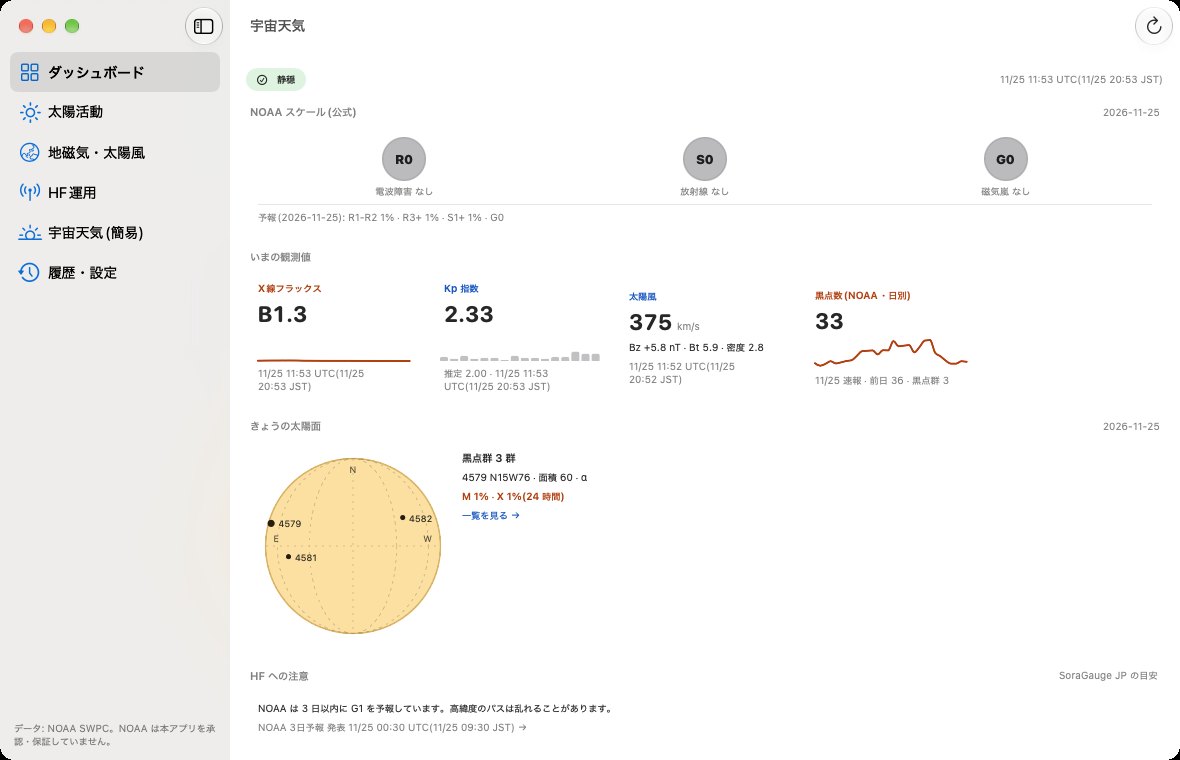 宇宙天気
ダッシュボード
太陽活動
地磁気・太陽風
HF 運用
宇宙天気 (簡易)
履歴・設定
データ: NOAA SWPC。NOAA は本アプリを承
認・保証していません。
静穏
11/25 11:53 UTC(11/25 20:53 JST)
NOAA スケール (公式)
2026-11-25
R0
S0
G0
電波障害 なし
放射線 なし
磁気嵐 なし
予報 (2026-11-25): R1-R2 1% · R3+ 1% · S1+ 1% · G0
いまの観測値
X 線フラックス
B1.3
11/25 11:53 UTC(11/25
20:53 JST)
Kp 指数
2.33
推定 2.00 · 11/25 11:53
UTC(11/25 20:53 JST)
太陽風
375 km/s
Bz +5.8 nT · Bt 5.9 · 密度 2.8
11/25 11:52 UTC(11/25
20:52 JST)
黒点数 (NOAA・日別)
33
11/25 速報 · 前日 36 · 黒点群 3
きょうの太陽面
2026-11-25
N
4579
4582
E
W
4581
黒点群 3 群
4579 N15W76 · 面積 60 · α
M 1% · X 1%(24 時間)
一覧を見る →
HF への注意
SoraGauge JP の目安
NOAA は 3 日以内に G1 を予報しています。高緯度のパスは乱れることがあります。
NOAA 3日予報 発表 11/25 00:30 UTC(11/25 09:30 JST) →